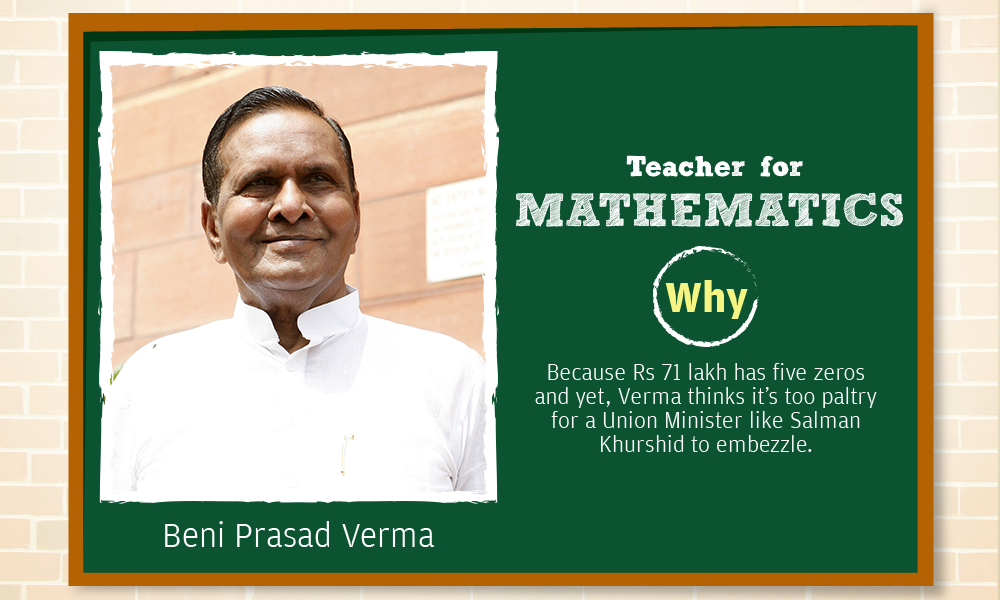 Teacher for
MATHEMATICS
Why
Because Rs 71 lakh has five zeros
and yet, Verma thinks it's too paltry
for a Union Minister like Salman
Khurshid to embezzle.
Beni Prasad Verma